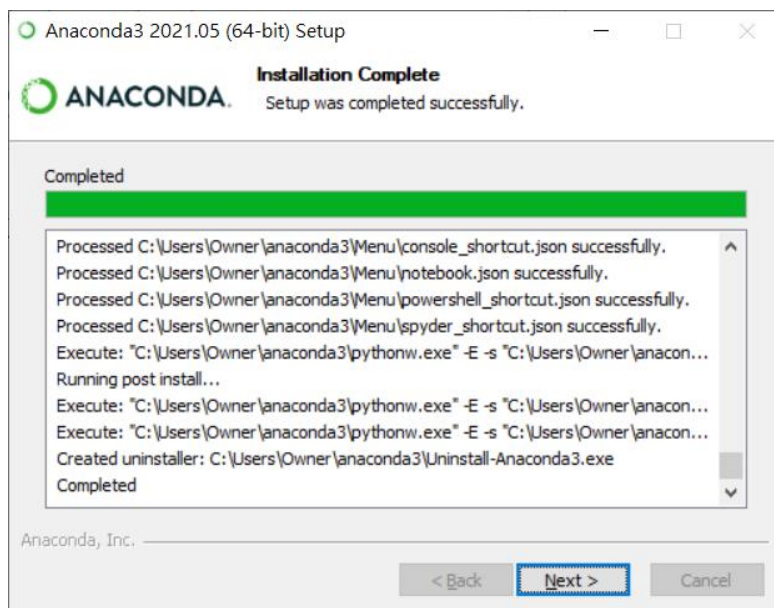 Anaconda3 2021.05 (64-bit) Setup
ANACONDA.
Installation Complete
Setup was completed successfully.
Completed
Processed C:\Users\Owner\anaconda3\Menu\console_shortcut.json successfully.
Processed C:\Users\Owner\anaconda3\Menu\notebook.json successfully.
Processed C:\Users\Owner\anaconda3\Menu\powershell_shortcut.json successfully.
Processed C:\Users\Owner\anaconda3\Menu\spyder_shortcut.json successfully.
Execute: "C:\Users\Owner\anaconda3\pythonw.exe" -E -s "C:\Users\Owner\anacon...
Running post install...
Execute: "C:\Users\Owner\anaconda3\pythonw.exe" -E -s "C:\Users\Owner\anacon...
Execute: "C:\Users\Owner\anaconda3\pythonw.exe" -E -s "C:\Users\Owner\anacon...
Created uninstaller: C:\Users\Owner\anaconda3\Uninstall-Anaconda3.exe
Completed
Anaconda, Inc.
< Back Next > Cancel